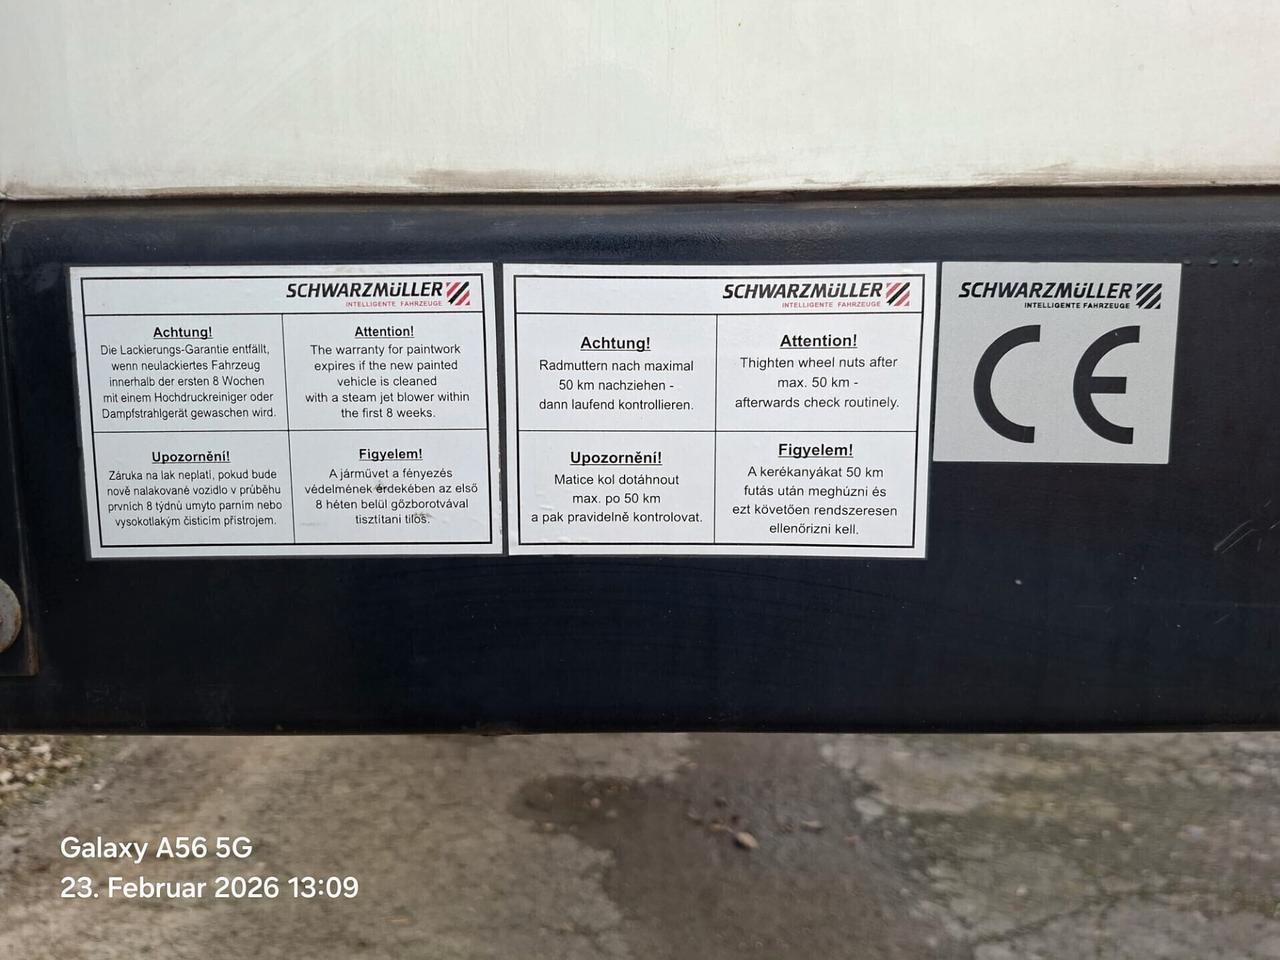 SCHWARZMÜLLER
INTELLIGENTE FAHRZEUGE
Achtung!
Die Lackierungs-Garantie entfällt,
wenn neulackiertes Fahrzeug
innerhalb der ersten 8 Wochen
mit einem Hochdruckreiniger oder
Dampfstrahlgerät gewaschen wird.
Attention!
The warranty for paintwork
expires if the new painted
vehicle is cleaned
with a steam jet blower within
the first 8 weeks.
Upozornění!
Záruka na lak neplatí, pokud bude
nově nalakované vozidlo v průběhu
prvních 8 týdnů umyto parním nebo
vysokotlakým čisticím přístrojem.
Figyelem!
A járművet a fényezés
védelmének érdekében az első
8 héten belül gőzborotvával
tisztítani tilos.
SCHWARZMÜLLER
INTELLIGENTE FAHRZEUGE
Achtung!
Radmuttern nach maximal
50 km nachziehen -
dann laufend kontrollieren.
Attention!
Thighten wheel nuts after
max. 50 km -
afterwards check routinely.
Upozornění!
Matice kol dotáhnout
max. po 50 km
a pak pravidelně kontrolovat.
Figyelem!
A kerékanyákat 50 km
futás után meghúzni és
ezt követően rendszeresen
ellenőrizni kell.
SCHWARZMÜLLER
INTELLIGENTE FAHRZEUGE
CE
Galaxy A56 5G
23. Februar 2026 13:09